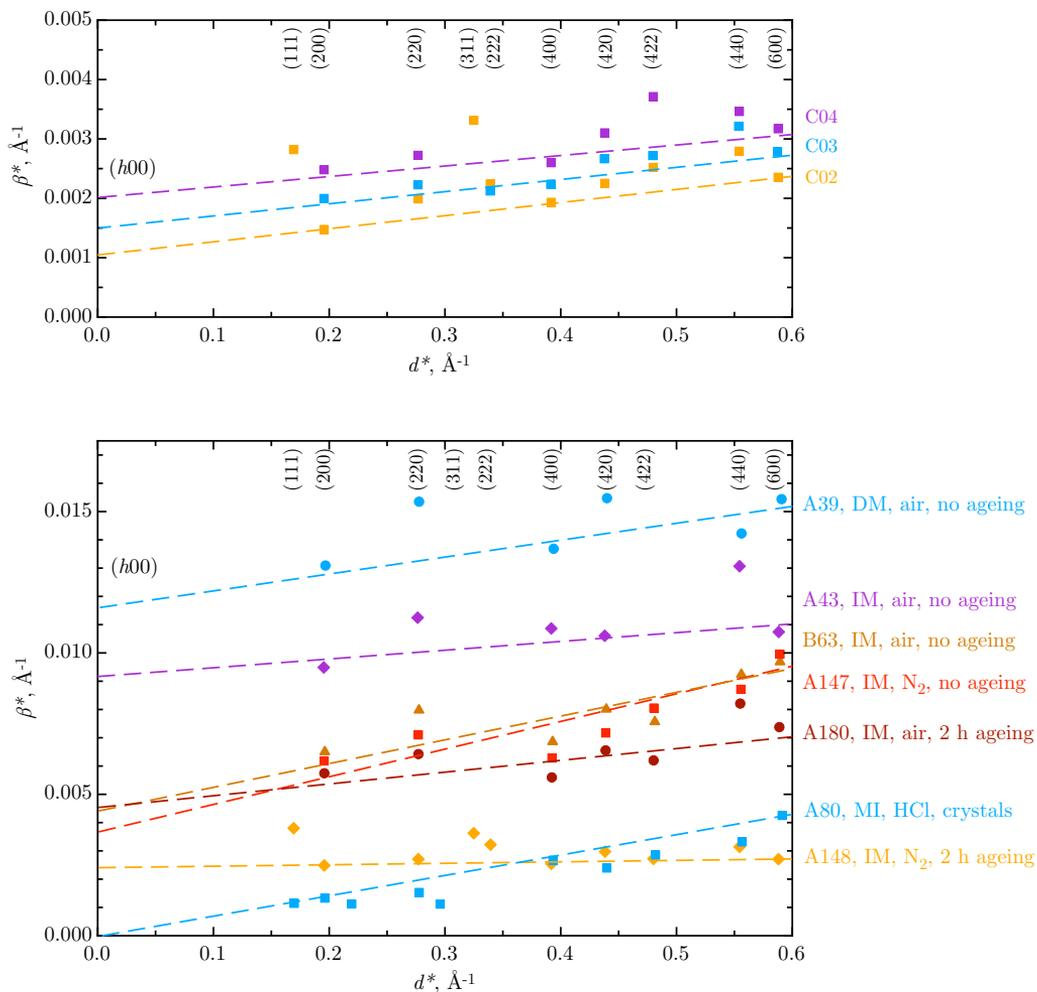 0.005
0.004
0.003
0.002
0.001
0.000
β*, Å-1
(111) (200) (220) (311) (222) (400) (420) (422) (440) (600)
(h00)
C04
C03
C02
0.0 0.1 0.2 0.3 0.4 0.5 0.6
d*, Å-1
0.015
0.010
0.005
0.000
β*, Å-1
(111) (200) (220) (311) (222) (400) (420) (422) (440) (600)
(h00)
A39, DM, air, no ageing
A43, IM, air, no ageing
B63, IM, air, no ageing
A147, IM, N2, no ageing
A180, IM, air, 2 h ageing
A80, MI, HCl, crystals
A148, IM, N2, 2 h ageing
0.0 0.1 0.2 0.3 0.4 0.5 0.6
d*, Å-1